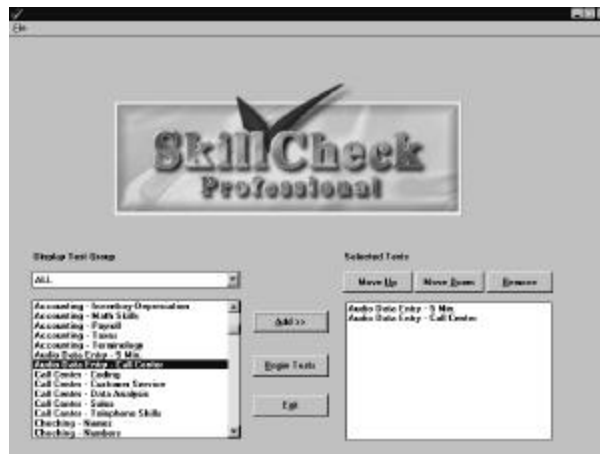 File
SkillCheck
Professional
Display Test Group
Selected Tests
ALL
Move Up Move Down Remove
Accounting - Inventory-Depreciation
Accounting - Math Skills
Accounting - Payroll
Accounting - Taxes
Accounting - Terminology
Audio Data Entry - 5 Min.
Audio Data Entry - Call Center
Call Center - Coding
Call Center - Customer Service
Call Center - Data Analysis
Call Center - Sales
Call Center - Telephone Skills
Checking - Names
Checking - Numbers
Add >>
Begin Tests
Exit
Audio Data Entry - 5 Min.
Audio Data Entry - Call Center